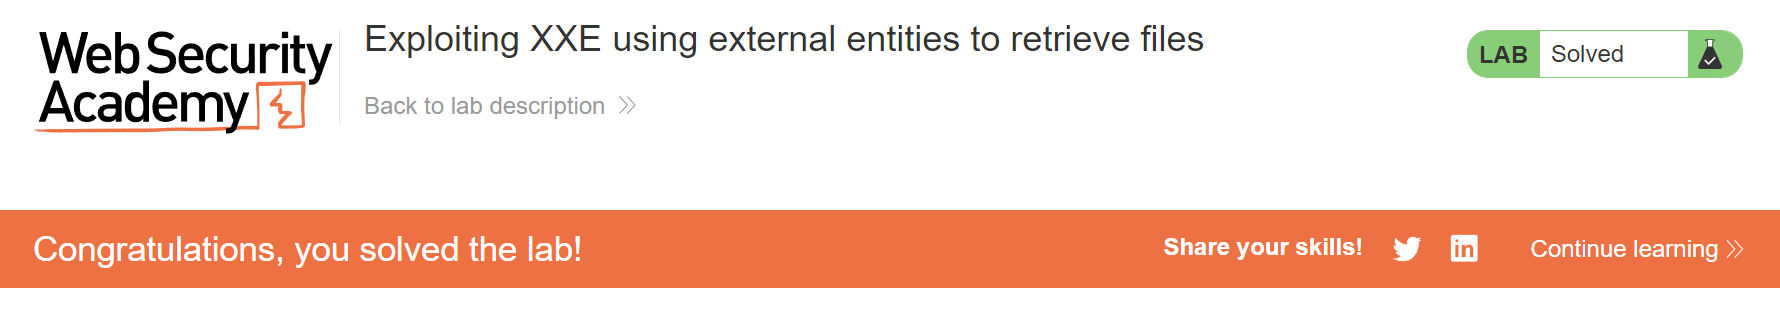 Web Security
Academy
Exploiting XXE using external entities to retrieve files
Back to lab description
LAB Solved
Congratulations, you solved the lab!
Share your skills!
Continue learning